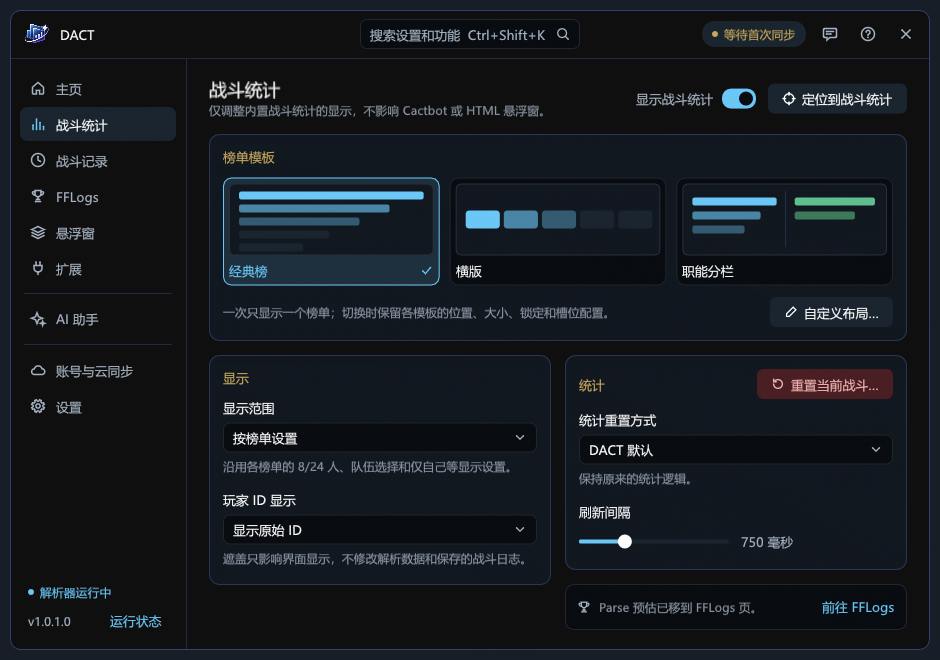 DACT
搜索设置和功能 Ctrl+Shift+K
等待首次同步
主页
战斗统计
战斗记录
FFLogs
悬浮窗
扩展
AI 助手
账号与云同步
设置
解析器运行中
v1.0.1.0 运行状态
战斗统计
仅调整内置战斗统计的显示，不影响 Cactbot 或 HTML 悬浮窗。
显示战斗统计
定位到战斗统计
榜单模板
经典榜
横版
职能分栏
一次只显示一个榜单；切换时保留各模板的位置、大小、锁定和槽位配置。
自定义布局...
显示
显示范围
按榜单设置
沿用各榜单的 8/24 人、队伍选择和仅自己等显示设置。
玩家 ID 显示
显示原始 ID
遮盖只影响界面显示，不修改解析数据和保存的战斗日志。
统计
重置当前战斗...
统计重置方式
DACT 默认
保持原来的统计逻辑。
刷新间隔
750 毫秒
Parse 预估已移到 FFLogs 页。
前往 FFLogs